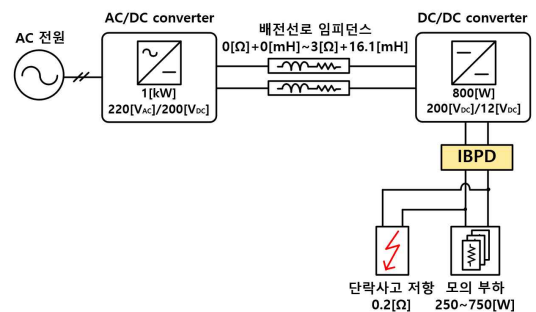 AC/DC converter
DC/DC converter
AC 전원
배전선로 임피던스
0[Ω]+0[mH]~3[Ω]+16.1[mH]
1[kW]
220[VAC]/200[VDC]
800[W]
200[VDC]/12[VDC]
IBPD
단락사고 저항
0.2[Ω]
모의 부하
250~750[W]